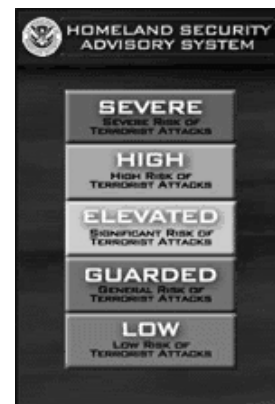 HOMELAND SECURITY
ADVISORY SYSTEM
SEVERE
SEVERE RISK OF
TERRORIST ATTACKS
HIGH
HIGH RISK OF
TERRORIST ATTACKS
ELEVATED
SIGNIFICANT RISK OF
TERRORIST ATTACKS
GUARDED
GENERAL RISK OF
TERRORIST ATTACKS
LOW
LOW RISK OF
TERRORIST ATTACKS